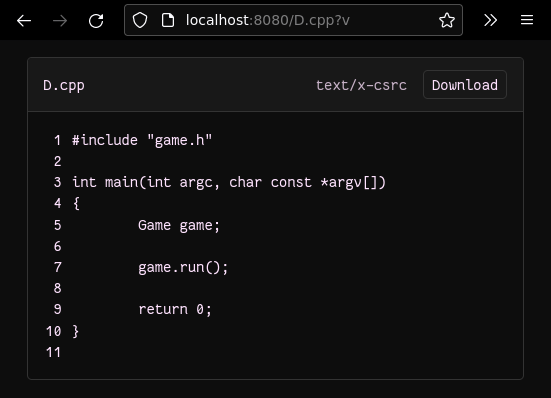 localhost:8080/D.cpp?v
D.cpp text/x-csrc Download
1 #include "game.h"
2
3 int main(int argc, char const *argv[])
4 {
5 Game game;
6
7 game.run();
8
9 return 0;
10 }
11